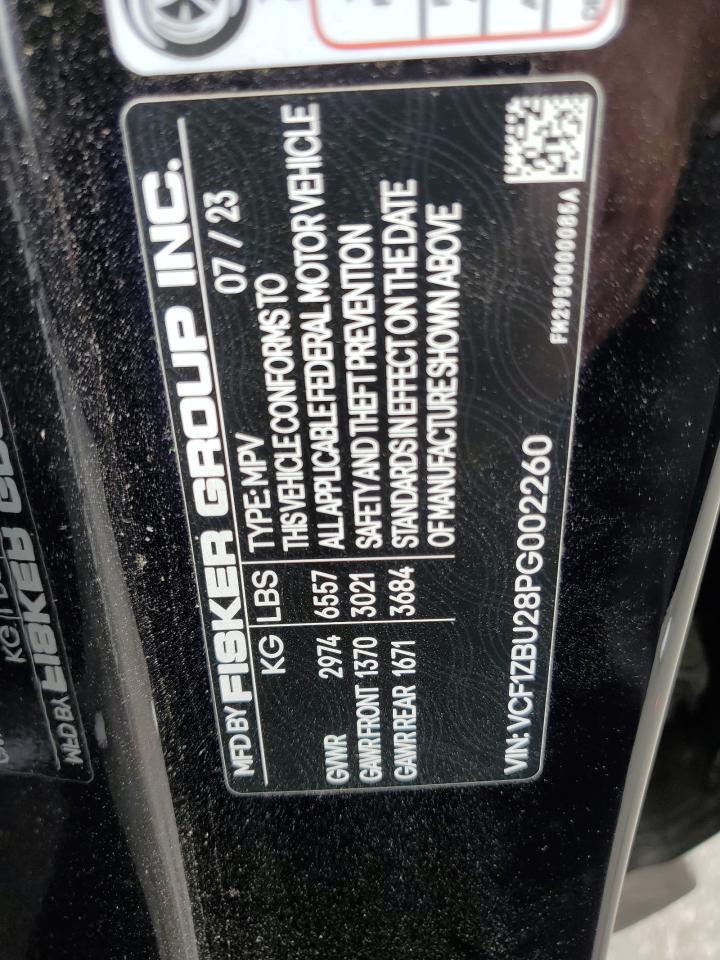 MFD BY FISKER GROUP INC.
07 / 23
KG LBS TYPE: MPV
THIS VEHICLE CONFORMS TO
GWR 2974 6557 ALL APPLICABLE FEDERAL MOTOR VEHICLE
GAWR FRONT 1370 3021 SAFETY AND THEFT PREVENTION
GAWR REAR 1671 3684 STANDARDS IN EFFECT ON THE DATE
OF MANUFACTURE SHOWN ABOVE
VIN: VCF1ZBU28PG002260